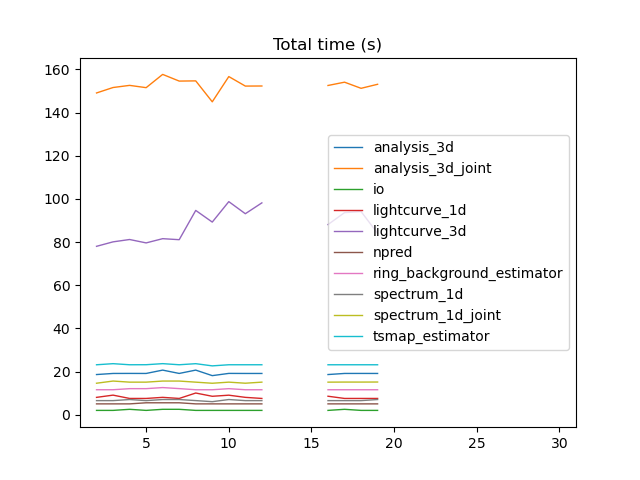 Total time (s)
160
140
120
100
80
60
40
20
0
analysis_3d
analysis_3d_joint
io
lightcurve_1d
lightcurve_3d
npred
ring_background_estimator
spectrum_1d
spectrum_1d_joint
tsmap_estimator
5 10 15 20 25 30